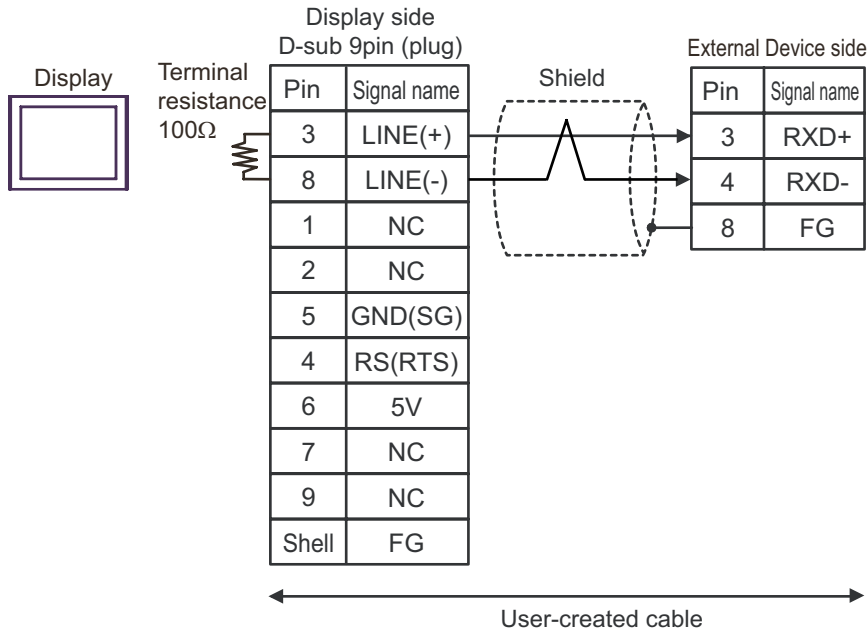 Display
Terminal
resistance
100Ω
Display side
D-sub 9pin (plug)
Pin Signal name
3 LINE(+)
8 LINE(-)
1 NC
2 NC
5 GND(SG)
4 RS(RTS)
6 5V
7 NC
9 NC
Shell FG
Shield
External Device side
Pin Signal name
3 RXD+
4 RXD-
8 FG
User-created cable